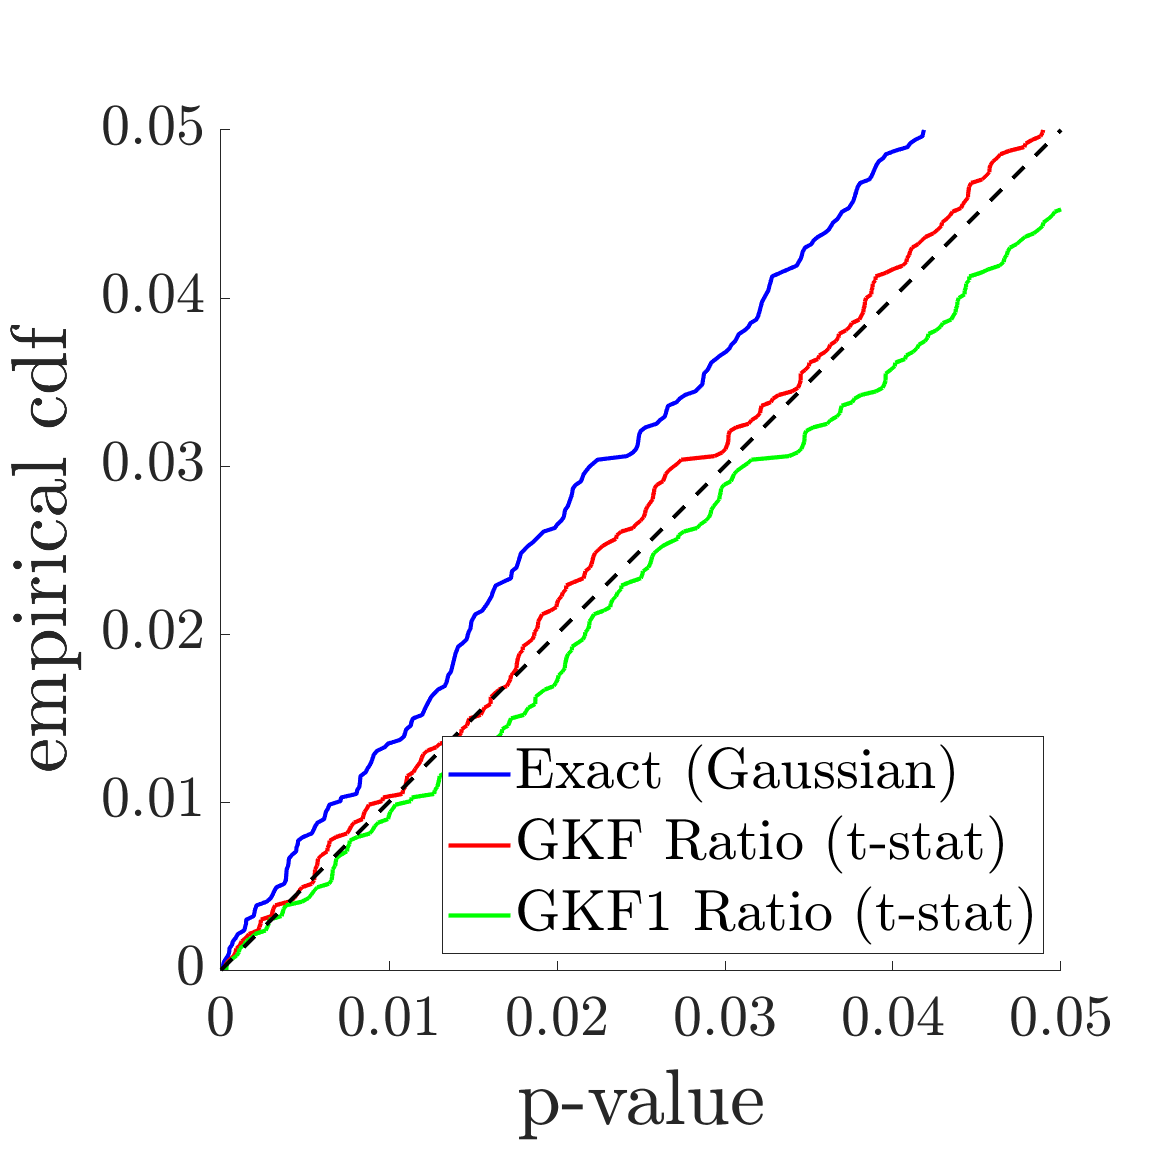 0.05
0.04
0.03
0.02
0.01
0
empirical cdf
Exact (Gaussian)
GKF Ratio (t-stat)
GKF1 Ratio (t-stat)
0 0.01 0.02 0.03 0.04 0.05
p-value